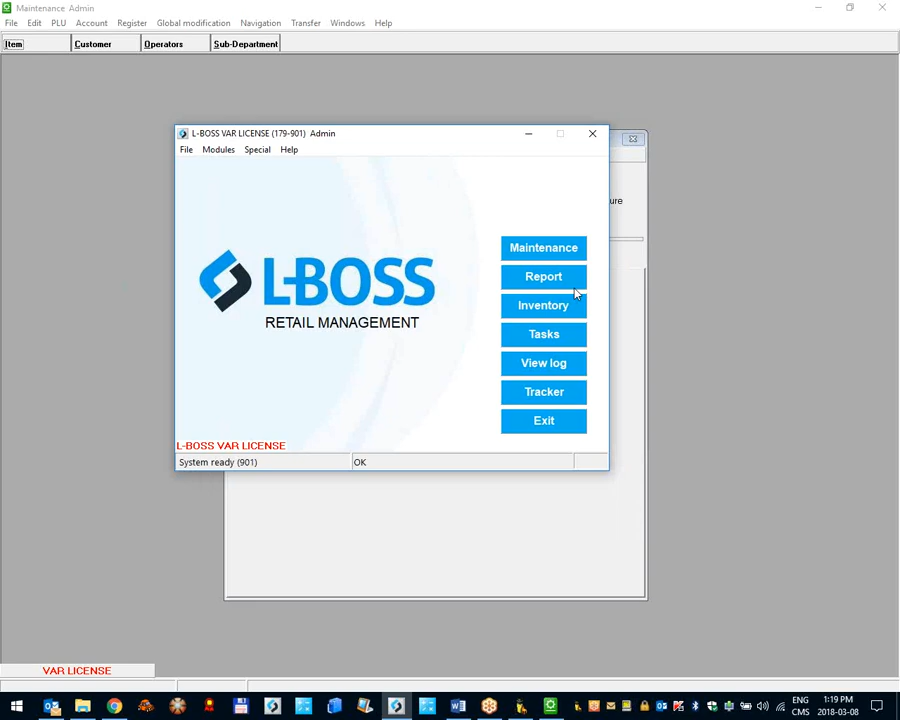 Maintenance Admin
File Edit PLU Account Register Global modification Navigation Transfer Windows Help
Item Customer Operators Sub-Department
L-BOSS VAR LICENSE (179-901) Admin
File Modules Special Help
ure
Maintenance
Report
L-BOSS
Inventory
RETAIL MANAGEMENT
Tasks
View log
Tracker
Exit
L-BOSS VAR LICENSE
System ready (901) OK
VAR LICENSE
ENG 1:19 PM
CMS 2018-03-08